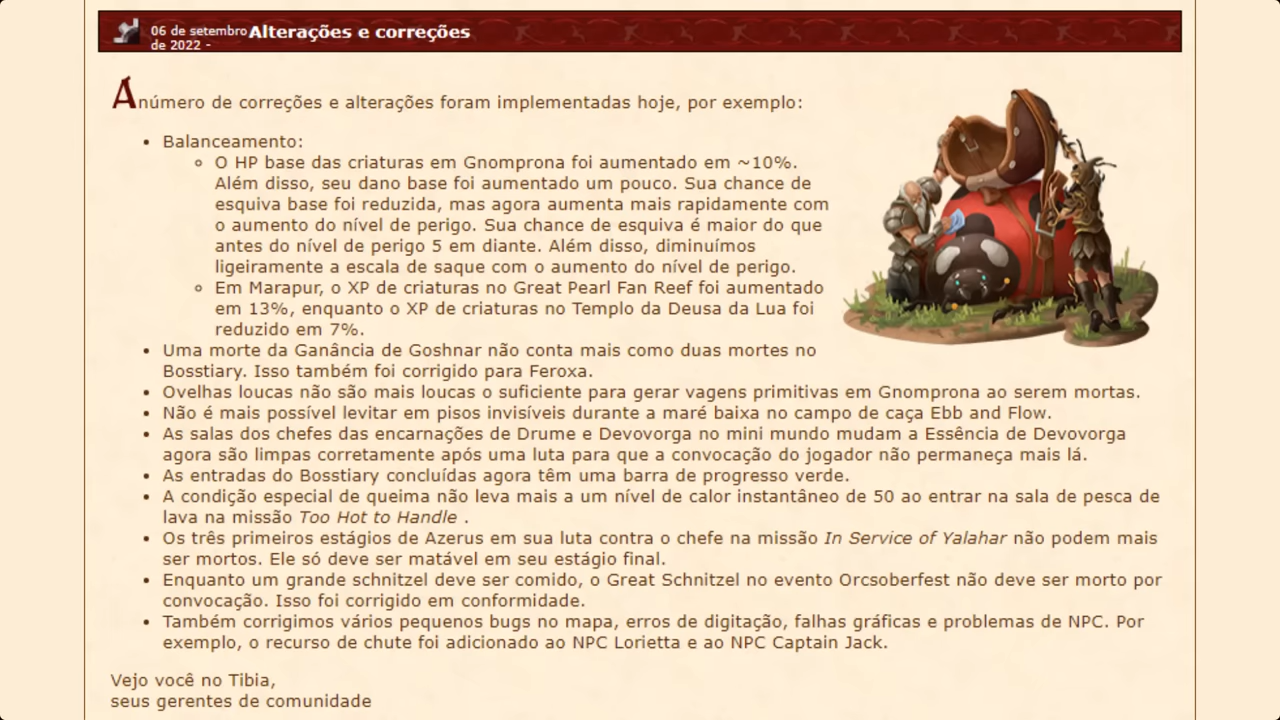 06 de setembro de 2022 - Alterações e correções
A número de correções e alterações foram implementadas hoje, por exemplo:
• Balanceamento:
◦ O HP base das criaturas em Gnomprona foi aumentado em ~10%.
Além disso, seu dano base foi aumentado um pouco. Sua chance de
esquiva base foi reduzida, mas agora aumenta mais rapidamente com
o aumento do nível de perigo. Sua chance de esquiva é maior do que
antes do nível de perigo 5 em diante. Além disso, diminuímos
ligeiramente a escala de saque com o aumento do nível de perigo.
◦ Em Marapur, o XP de criaturas no Great Pearl Fan Reef foi aumentado
em 13%, enquanto o XP de criaturas no Templo da Deusa da Lua foi
reduzido em 7%.
• Uma morte da Ganância de Goshnar não conta mais como duas mortes no
Bosstiary. Isso também foi corrigido para Feroxa.
• Ovelhas loucas não são mais loucas o suficiente para gerar vagens primitivas em Gnomprona ao serem mortas.
• Não é mais possível levitar em pisos invisíveis durante a maré baixa no campo de caça Ebb and Flow.
• As salas dos chefes das encarnações de Drume e Devovorga no mini mundo mudam a Essência de Devovorga
agora são limpas corretamente após uma luta para que a convocação do jogador não permaneça mais lá.
• As entradas do Bosstiary concluídas agora têm uma barra de progresso verde.
• A condição especial de queima não leva mais a um nível de calor instantâneo de 50 ao entrar na sala de pesca de
lava na missão Too Hot to Handle .
• Os três primeiros estágios de Azerus em sua luta contra o chefe na missão In Service of Yalahar não podem mais
ser mortos. Ele só deve ser matável em seu estágio final.
• Enquanto um grande schnitzel deve ser comido, o Great Schnitzel no evento Orcsoberfest não deve ser morto por
convocação. Isso foi corrigido em conformidade.
• Também corrigimos vários pequenos bugs no mapa, erros de digitação, falhas gráficas e problemas de NPC. Por
exemplo, o recurso de chute foi adicionado ao NPC Lorietta e ao NPC Captain Jack.
Vejo você no Tibia,
seus gerentes de comunidade